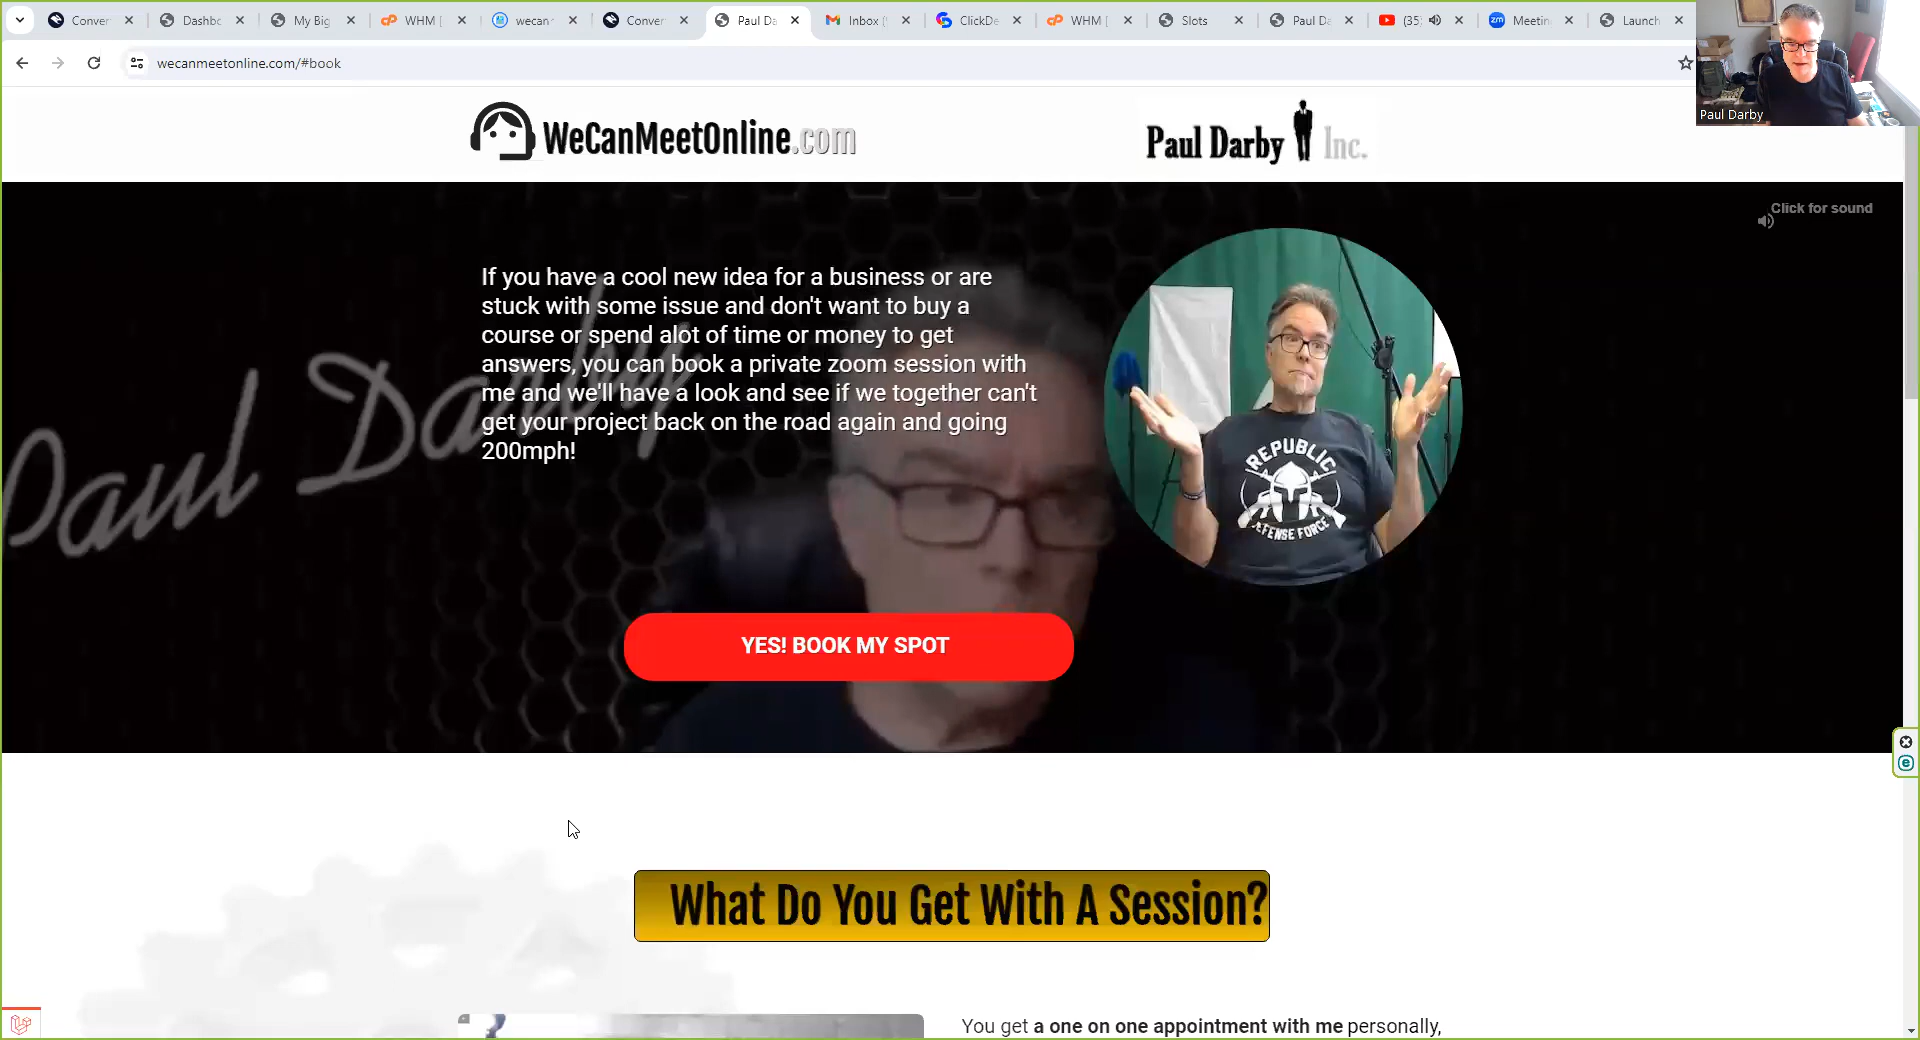 Conver
Dashbo
My Big
WHM [
wecan
Conver
Paul Da
Inbox (
ClickDe
WHM [
Slots
Paul Da
(35
zm
Meetin
Launch
wecanmeetonline.com/#book
Paul Darby
WeCanMeetOnline.com
Paul Darby Inc.
Click for sound
If you have a cool new idea for a business or are
stuck with some issue and don't want to buy a
course or spend alot of time or money to get
answers, you can book a private zoom session with
me and we'll have a look and see if we together can't
get your project back on the road again and going
200mph!
Paul Darby
REPUBLIC
DEFENSE FORCE
YES! BOOK MY SPOT
What Do You Get With A Session?
You get a one on one appointment with me personally,